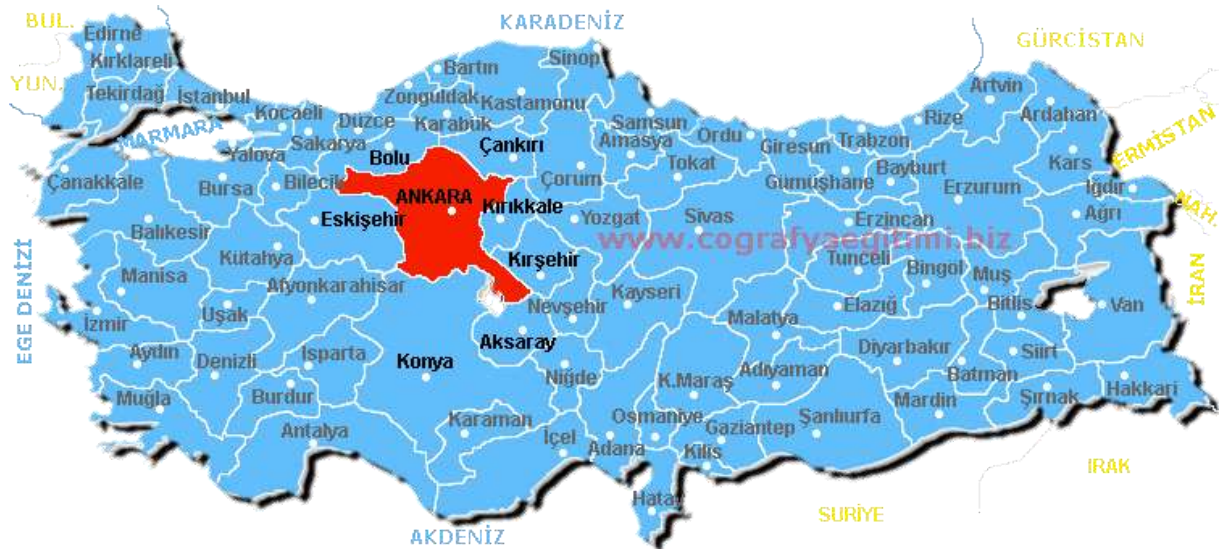 BUL.
KARADENİZ
GÜRCİSTAN
Edirne
Kırklareli
YUN.
Tekirdağ
İstanbul
Kocaeli
MARMARA
Yalova
Sakarya
Düzce
Zonguldak
Bartın
Karabük
Kastamonu
Sinop
Samsun
Amasya
Ordu
Tokat
Giresun
Trabzon
Gümüşhane
Bayburt
Rize
Artvin
Ardahan
Kars
ERMİSTAN
Iğdır
NAH.
Ağrı
Erzurum
Erzincan
Çanakkale
Bursa
Bilecik
Bolu
Çankırı
Çorum
ANKARA
Kırıkkale
Yozgat
Sivas
Eskişehir
Balıkesir
Kütahya
www.cografyaegitimi.biz
EGE DENİZİ
Manisa
Afyonkarahisar
Uşak
Kırşehir
Nevşehir
Kayseri
Tunceli
Bingöl
Muş
Bitlis
Van
İRAN
Elazığ
Malatya
İzmir
Aydın
Denizli
Isparta
Konya
Aksaray
Niğde
K.Maraş
Adıyaman
Diyarbakır
Batman
Siirt
Şırnak
Hakkari
Muğla
Burdur
Antalya
Karaman
İçel
Adana
Osmaniye
Gaziantep
Kilis
Şanlıurfa
Mardin
Hatay
AKDENİZ
SURİYE
IRAK